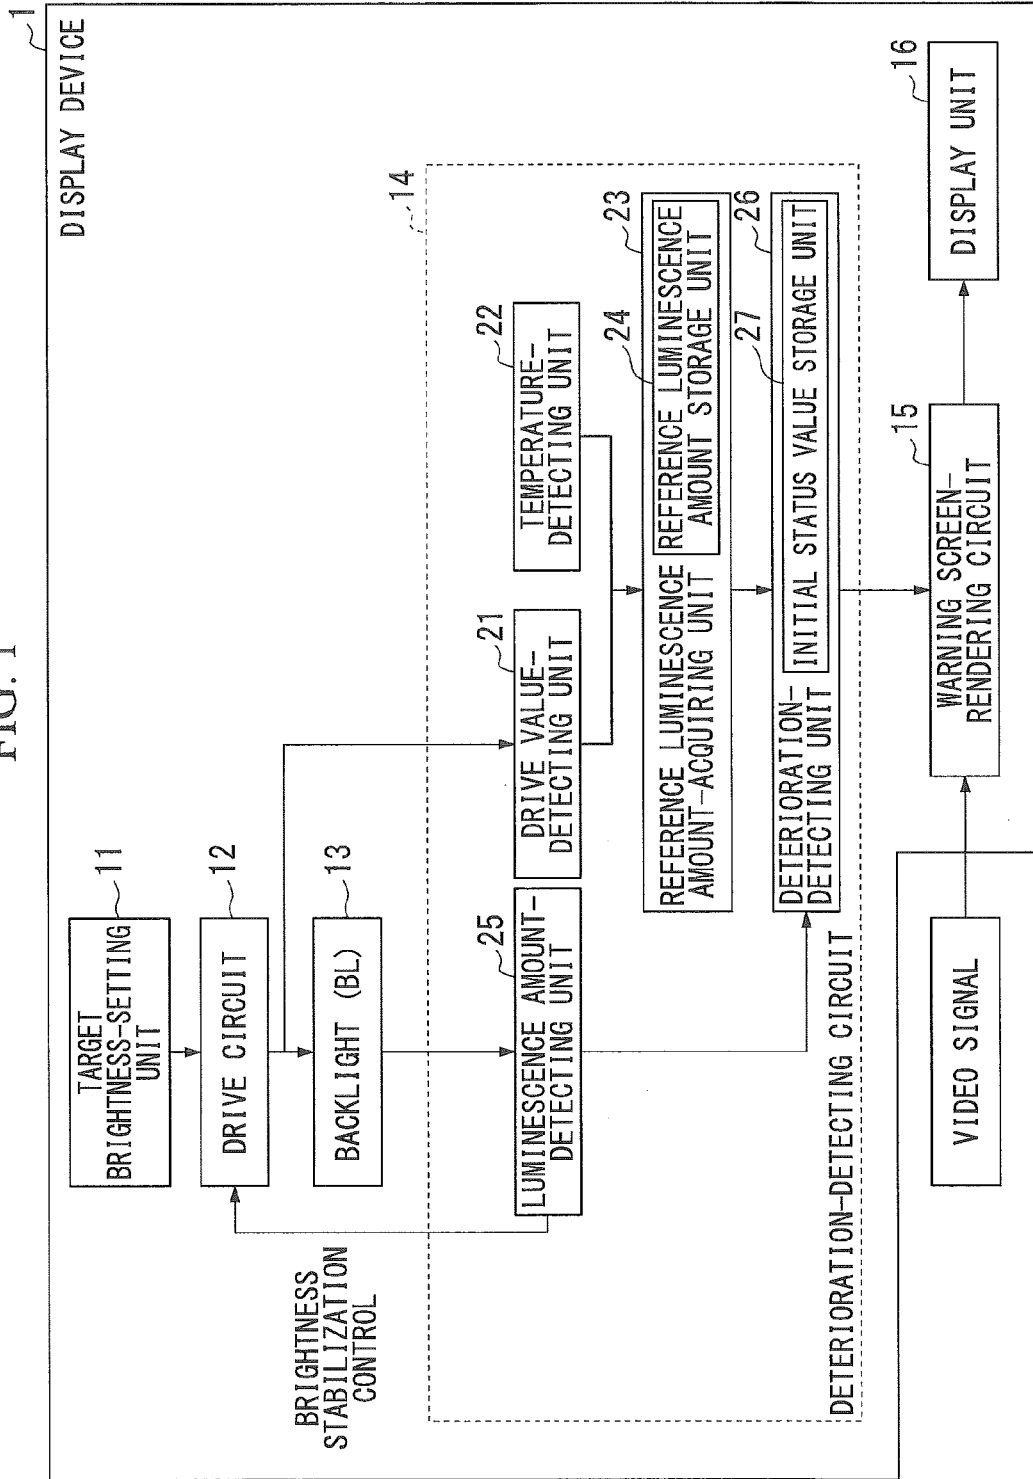 FIG. 1
1
DISPLAY DEVICE
TARGET
BRIGHTNESS-SETTING
UNIT
11
DRIVE CIRCUIT
12
BACKLIGHT (BL)
13
BRIGHTNESS
STABILIZATION
CONTROL
14
LUMINESCENCE AMOUNT-
DETECTING UNIT
25
DRIVE VALUE-
DETECTING UNIT
21
TEMPERATURE-
DETECTING UNIT
22
REFERENCE LUMINESCENCE
AMOUNT-ACQUIRING UNIT
23
REFERENCE LUMINESCENCE
AMOUNT STORAGE UNIT
24
DETERIORATION-
DETECTING UNIT
26
INITIAL STATUS VALUE STORAGE UNIT
27
DETERIORATION-DETECTING CIRCUIT
VIDEO SIGNAL
WARNING SCREEN-
RENDERING CIRCUIT
15
DISPLAY UNIT
16